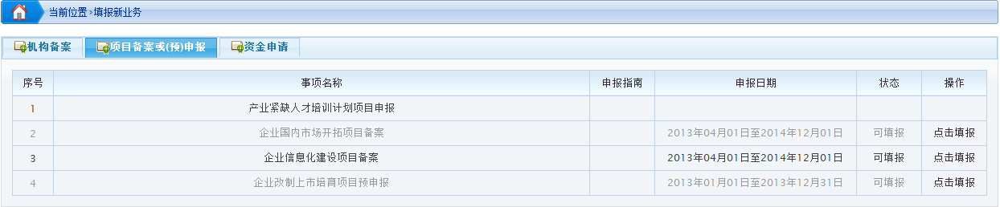 当前位置>填报新业务
机构备案 项目备案或(预)申报 资金申请
序号 事项名称 申报指南 申报日期 状态 操作
1 产业紧缺人才培训计划项目申报
2 企业国内市场开拓项目备案 2013年04月01日至2014年12月01日 可填报 点击填报
3 企业信息化建设项目备案 2013年04月01日至2014年12月01日 可填报 点击填报
4 企业改制上市培育项目预申报 2013年01月01日至2013年12月31日 可填报 点击填报